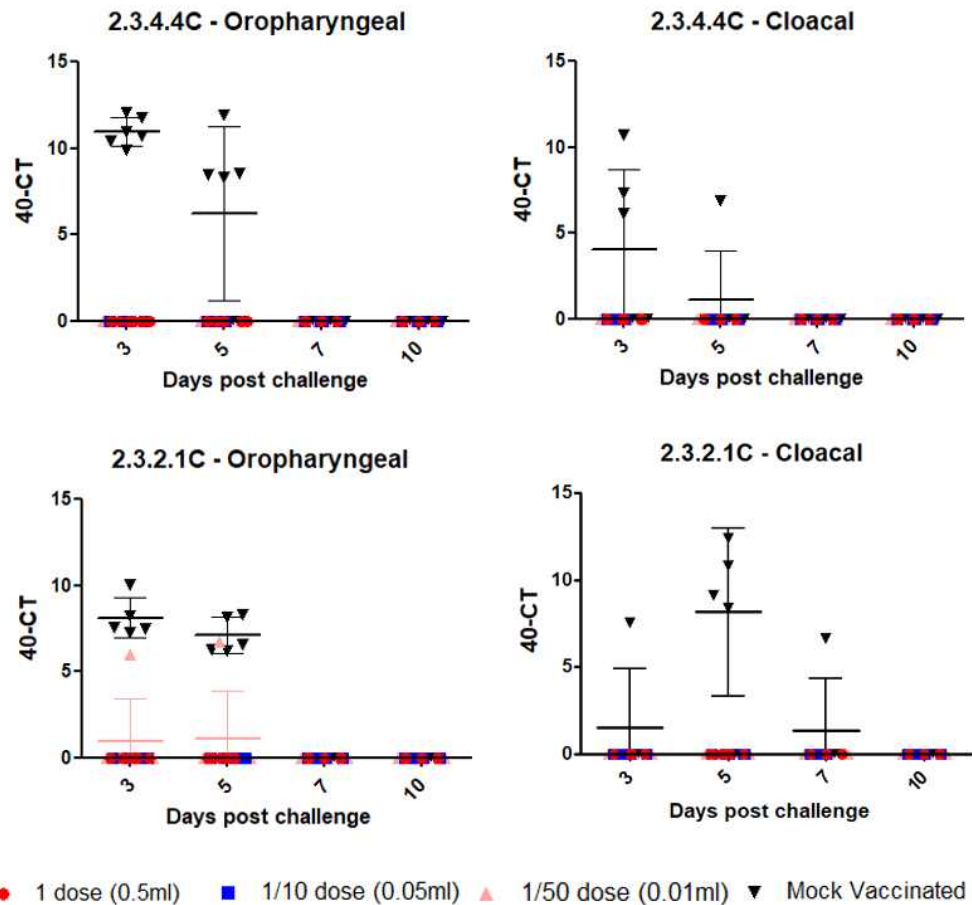 2.3.4.4C - Oropharyngeal
15
10
5
0
40-CT
3
5
7
10
Days post challenge
2.3.4.4C - Cloacal
15
10
5
0
40-CT
3
5
7
10
Days post challenge
2.3.2.1C - Oropharyngeal
15
10
5
0
40-CT
3
5
7
10
Days post challenge
2.3.2.1C - Cloacal
15
10
5
0
40-CT
3
5
7
10
Days post challenge
1 dose (0.5ml) 1/10 dose (0.05ml) 1/50 dose (0.01ml) Mock Vaccinated